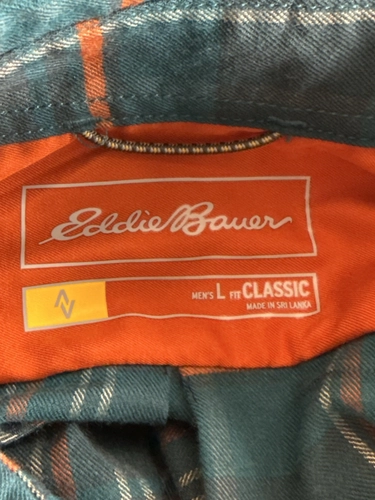 Eddie Bauer
MEN'S L FIT CLASSIC
MADE IN SRI LANKA